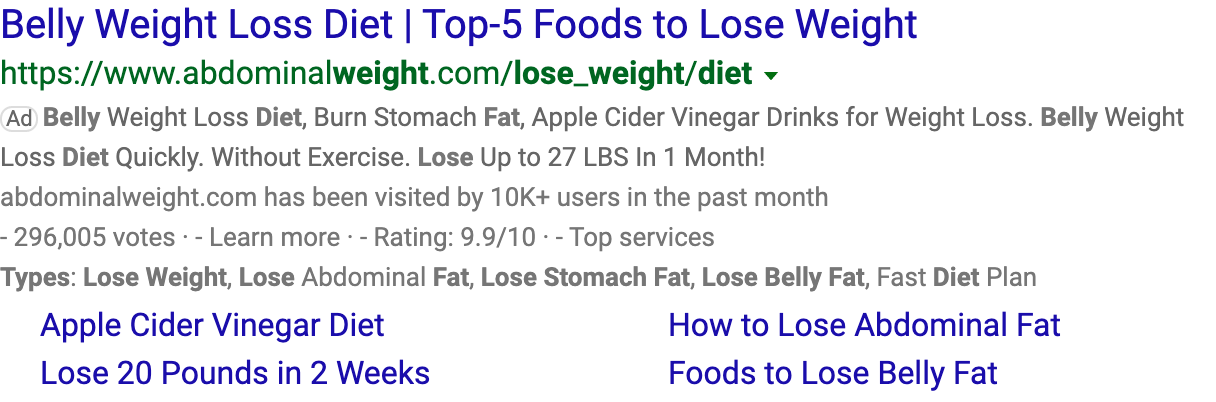 Belly Weight Loss Diet | Top-5 Foods to Lose Weight
https://www.abdominalweight.com/lose_weight/diet
Ad Belly Weight Loss Diet, Burn Stomach Fat, Apple Cider Vinegar Drinks for Weight Loss. Belly Weight
Loss Diet Quickly. Without Exercise. Lose Up to 27 LBS In 1 Month!
abdominalweight.com has been visited by 10K+ users in the past month
- 296,005 votes · - Learn more · - Rating: 9.9/10 · - Top services
Types: Lose Weight, Lose Abdominal Fat, Lose Stomach Fat, Lose Belly Fat, Fast Diet Plan
Apple Cider Vinegar Diet How to Lose Abdominal Fat
Lose 20 Pounds in 2 Weeks Foods to Lose Belly Fat